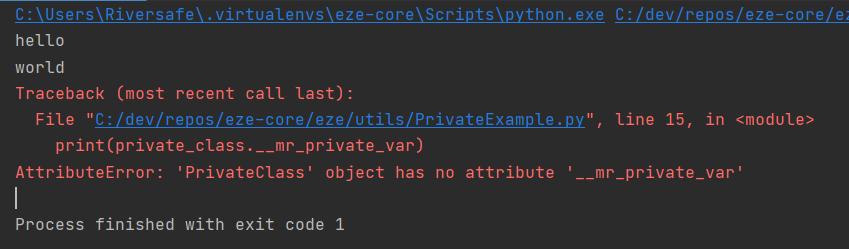 C:\Users\Riversafe\.virtualenvs\eze-core\Scripts\python.exe C:/dev/repos/eze-core/ez
hello
world
Traceback (most recent call last):
File "C:/dev/repos/eze-core/eze/utils/PrivateExample.py", line 15, in <module>
print(private_class.__mr_private_var)
AttributeError: 'PrivateClass' object has no attribute '__mr_private_var'
Process finished with exit code 1